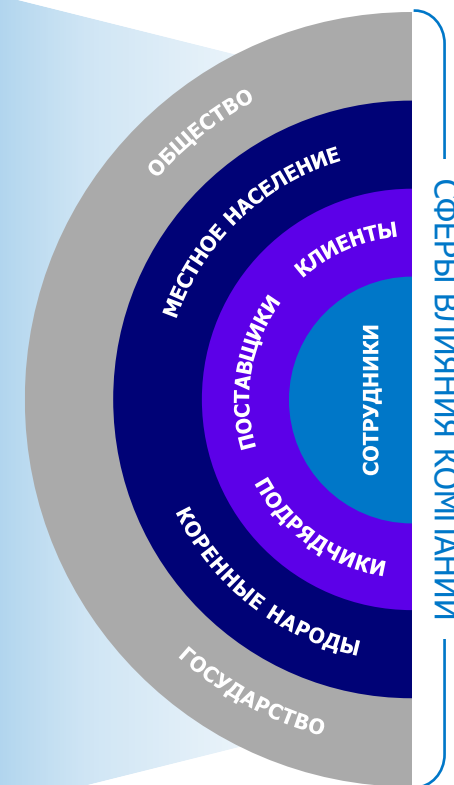 ОБЩЕСТВО
МЕСТНОЕ НАСЕЛЕНИЕ
КЛИЕНТЫ
ПОСТАВЩИКИ
СОТРУДНИКИ
ПОДРЯДЧИКИ
КОРЕННЫЕ НАРОДЫ
ГОСУДАРСТВО
СФЕРЫ ВЛИЯНИЯ КОМПАНИИ